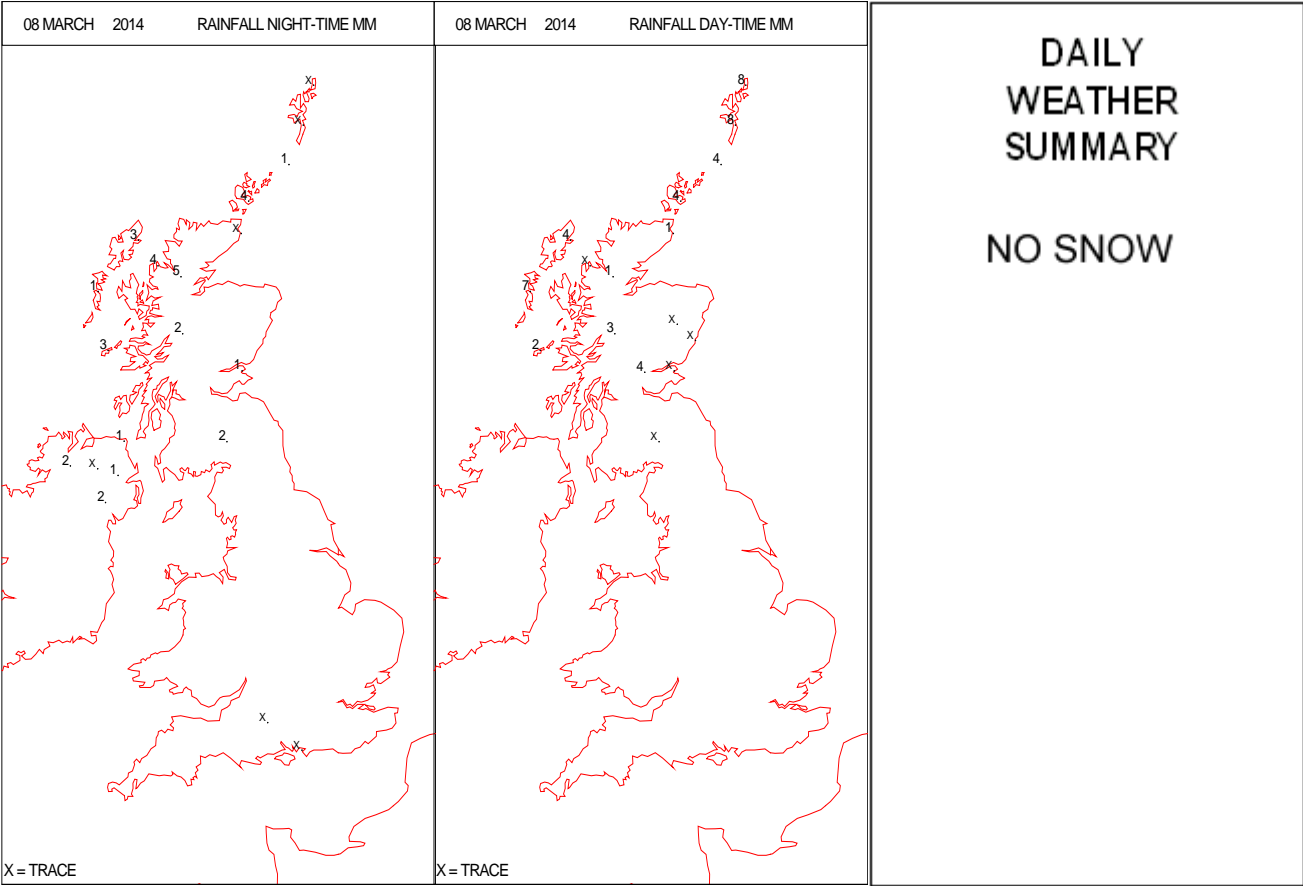 08 MARCH 2014 RAINFALL NIGHT-TIME MM
X
X
1
4
X
3
4
5
1
2
3
1
1
2
2
X
1
2
X
X
X = TRACE
08 MARCH 2014 RAINFALL DAY-TIME MM
8
8
4
4
1
4
X
1
7
X
3
X
2
4
X
X
X = TRACE
DAILY
WEATHER
SUMMARY
NO SNOW